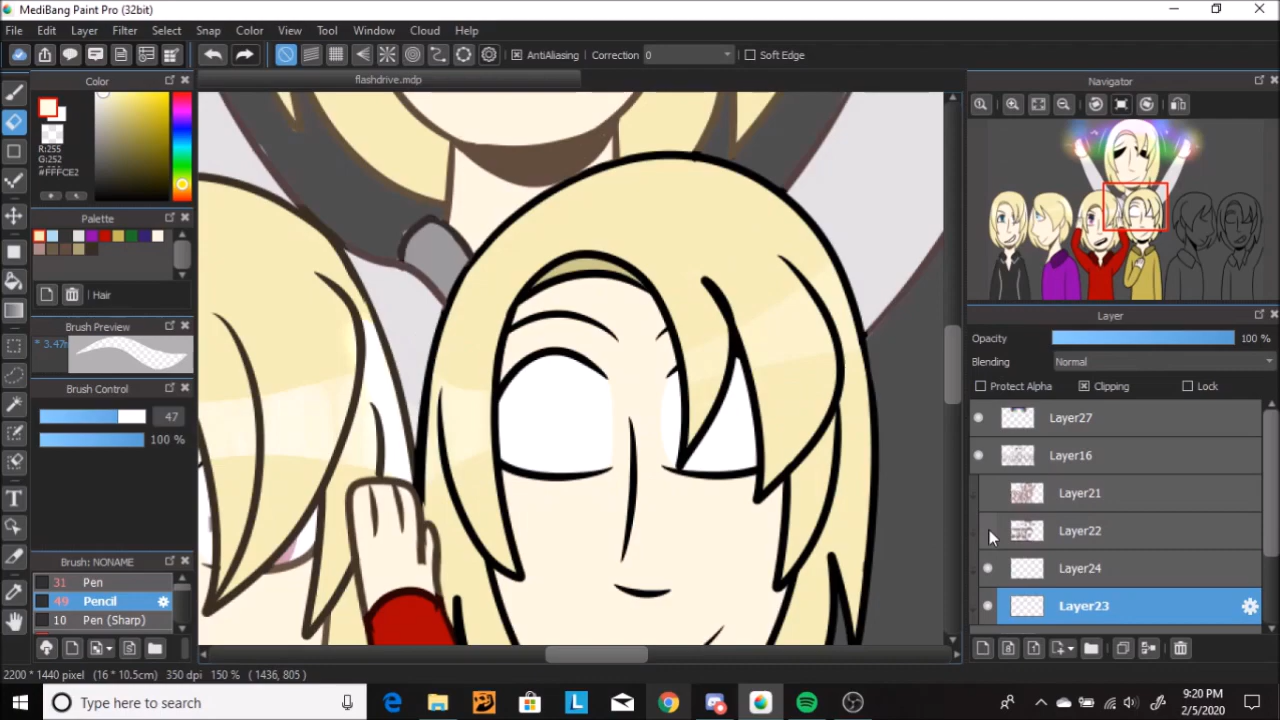 MediBang Paint Pro (32bit)
File Edit Layer Filter Select Snap Color View Tool Window Cloud Help
AntiAliasing Correction 0 Soft Edge
Color
flashdrive.mdp
Navigator
R:255
G:252
#FFFCE2
Palette
Hair
Brush Preview
* 3.47
Brush Control
47
100 %
Layer
Opacity 100 %
Blending Normal
Protect Alpha Clipping Lock
Layer27
Layer16
Layer21
Layer22
Layer24
Layer23
Brush: NONAME
31 Pen
49 Pencil
10 Pen (Sharp)
2200 * 1440 pixel (16 * 10.5cm) 350 dpi 150 % ( 1436, 805 )
Type here to search
3:20 PM
2/5/2020